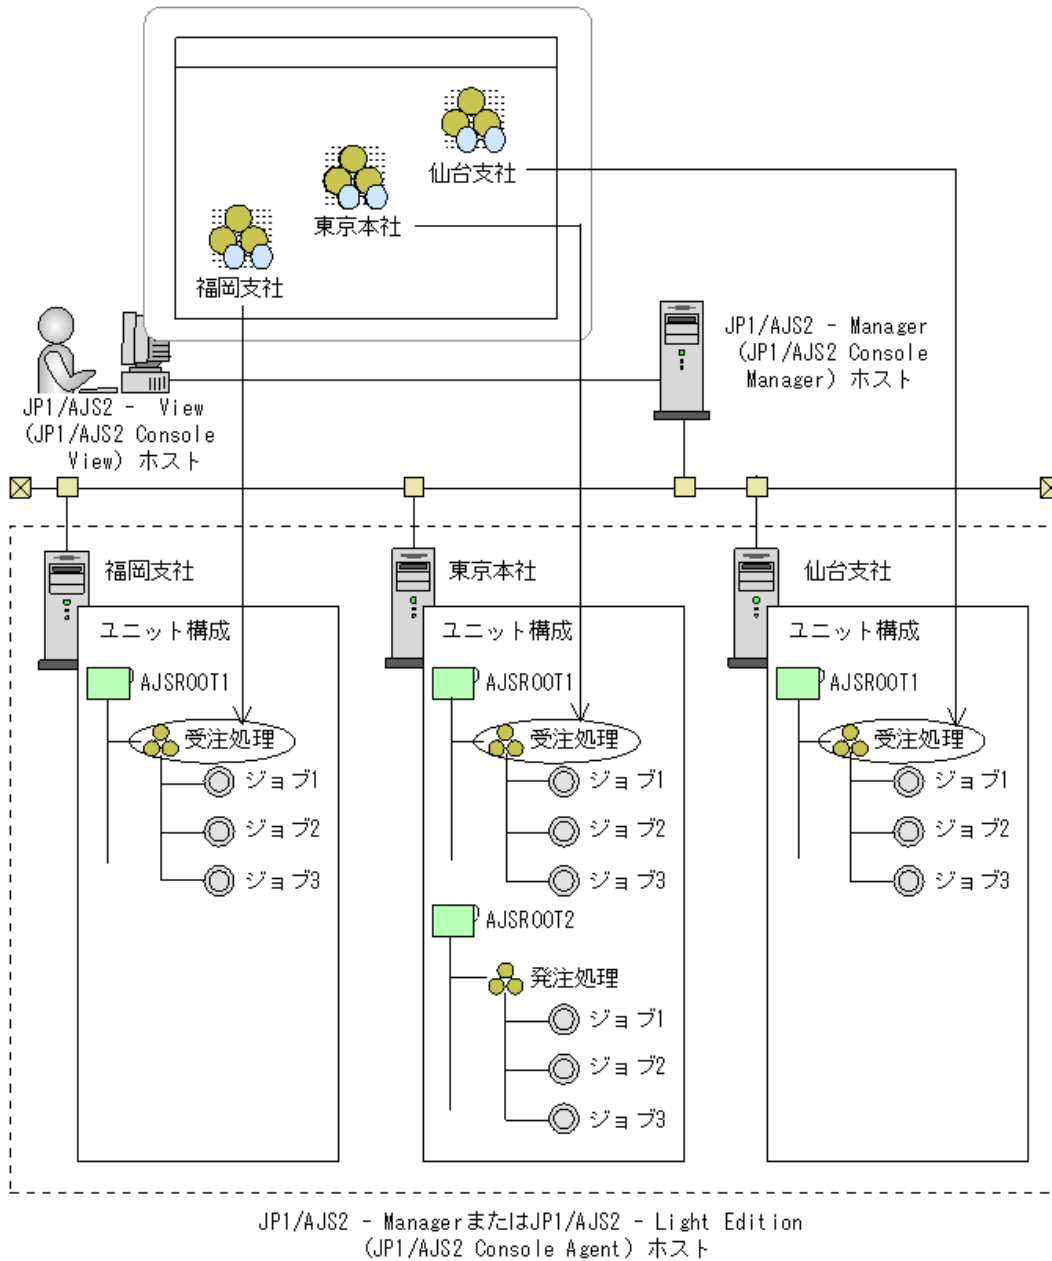 仙台支社
東京本社
福岡支社
JP1/AJS2 - Manager
(JP1/AJS2 Console
Manager) ホスト
JP1/AJS2 - View
(JP1/AJS2 Console
View) ホスト
福岡支社
東京本社
仙台支社
ユニット構成
AJSROOT1
受注処理
ジョブ1
ジョブ2
ジョブ3
ユニット構成
AJSROOT1
受注処理
ジョブ1
ジョブ2
ジョブ3
AJSROOT2
発注処理
ジョブ1
ジョブ2
ジョブ3
ユニット構成
AJSROOT1
受注処理
ジョブ1
ジョブ2
ジョブ3
JP1/AJS2 - ManagerまたはJP1/AJS2 - Light Edition
(JP1/AJS2 Console Agent) ホスト